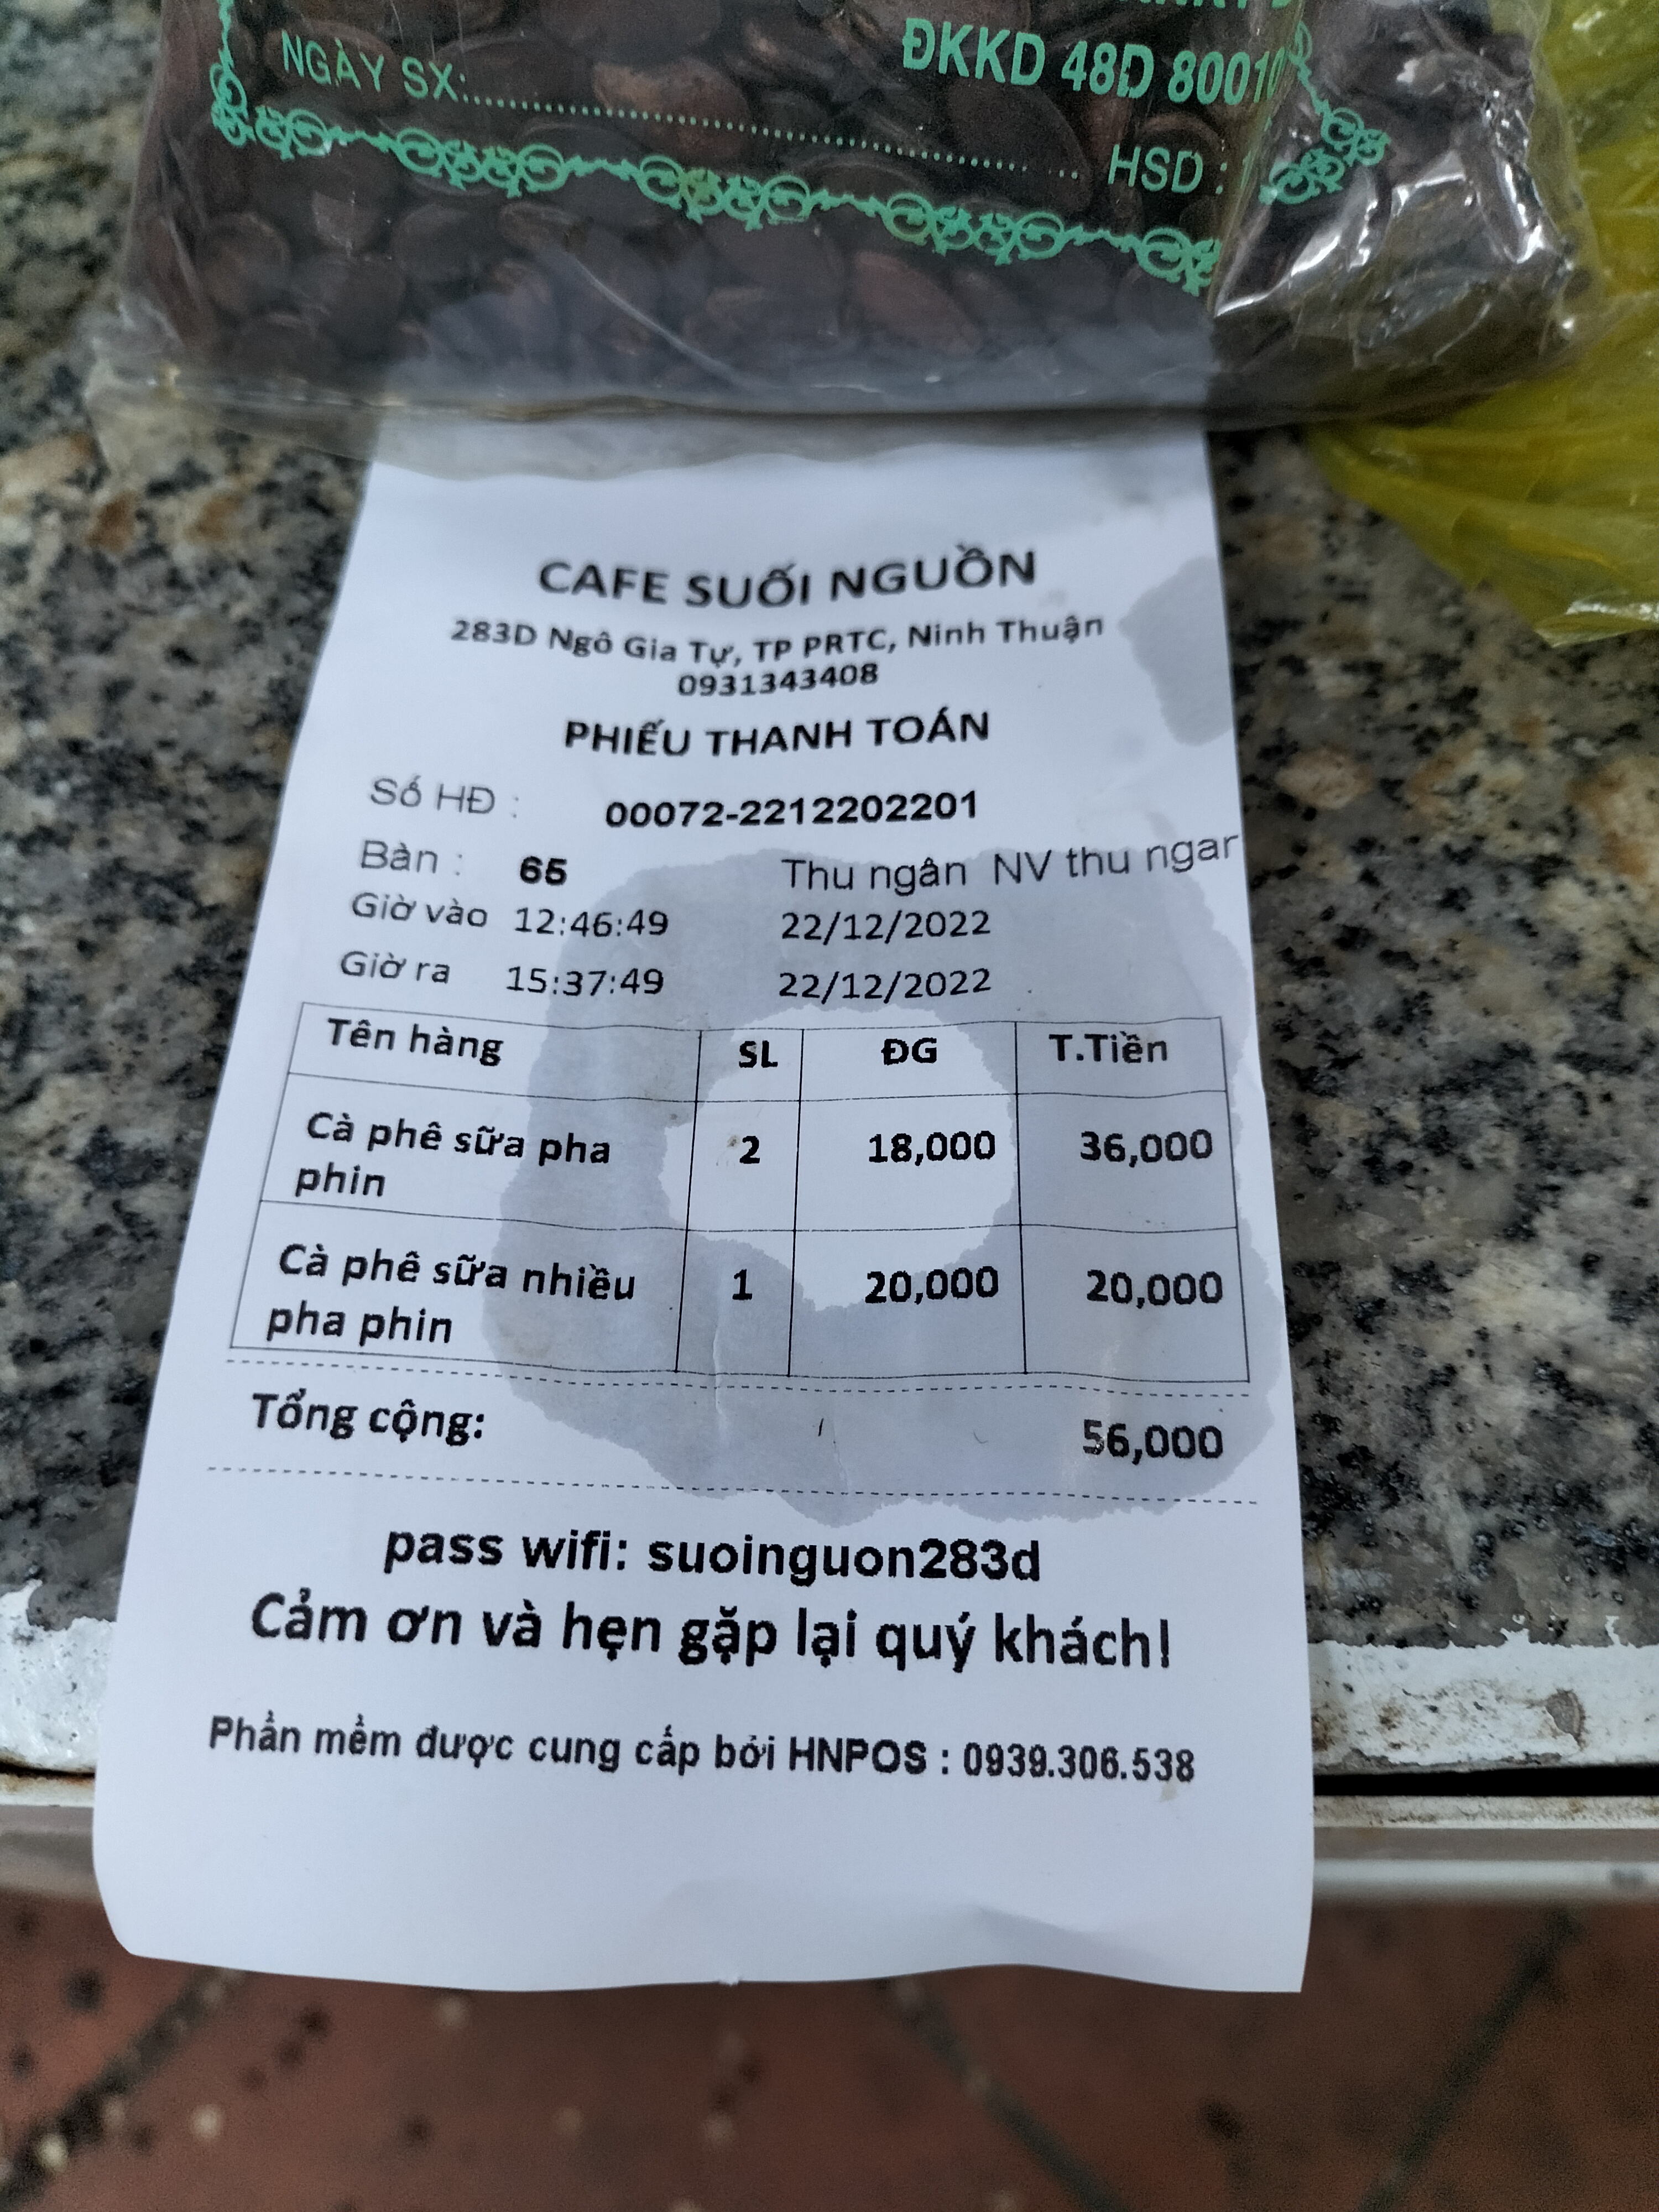 NGÀY SX:
ĐKKD 48D 80010
HSD :
CAFE SUỐI NGUỒN
283D Ngô Gia Tự, TP PRTC, Ninh Thuận
0931343408
PHIẾU THANH TOÁN
Số HĐ : 00072-2212202201
Bàn : 65 Thu ngân NV thu ngar
Giờ vào 12:46:49 22/12/2022
Giờ ra 15:37:49 22/12/2022
Tên hàng SL ĐG T.Tiền
Cà phê sữa pha 2 18,000 36,000
phin
Cà phê sữa nhiều 1 20,000 20,000
pha phin
Tổng cộng: 56,000
pass wifi: suoinguon283d
Cảm ơn và hẹn gặp lại quý khách!
Phần mềm được cung cấp bởi HNPOS : 0939.306.538